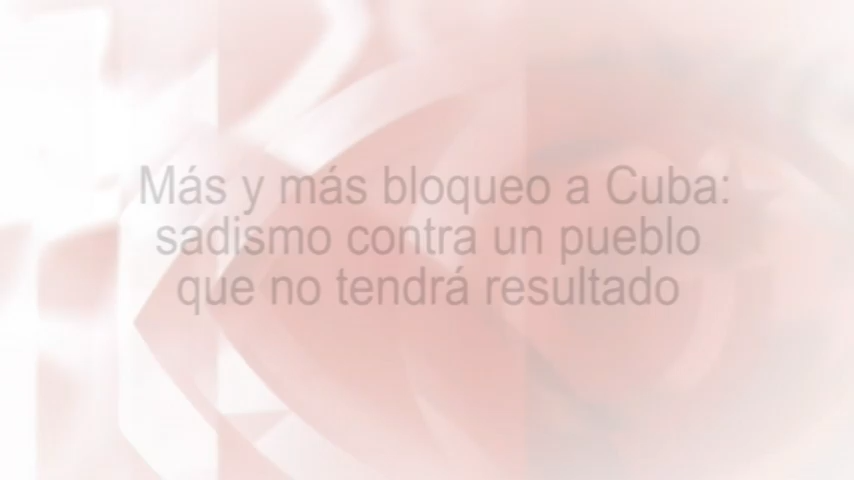 Más y más bloqueo a Cuba:
sadismo contra un pueblo
que no tendrá resultado